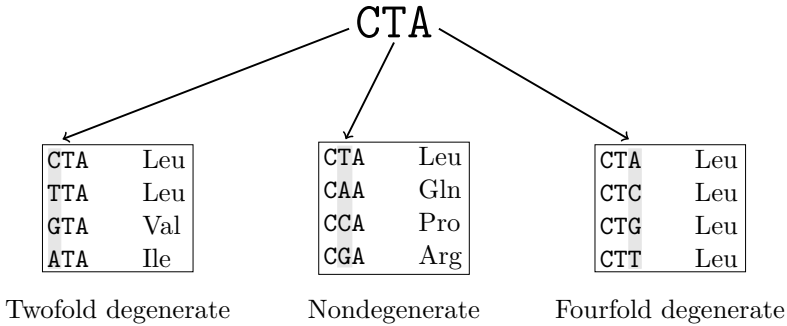 CTA
CTA Leu
TTA Leu
GTA Val
ATA Ile
Twofold degenerate
CTA Leu
CAA Gln
CCA Pro
CGA Arg
Nondegenerate
CTA Leu
CTC Leu
CTG Leu
CTT Leu
Fourfold degenerate